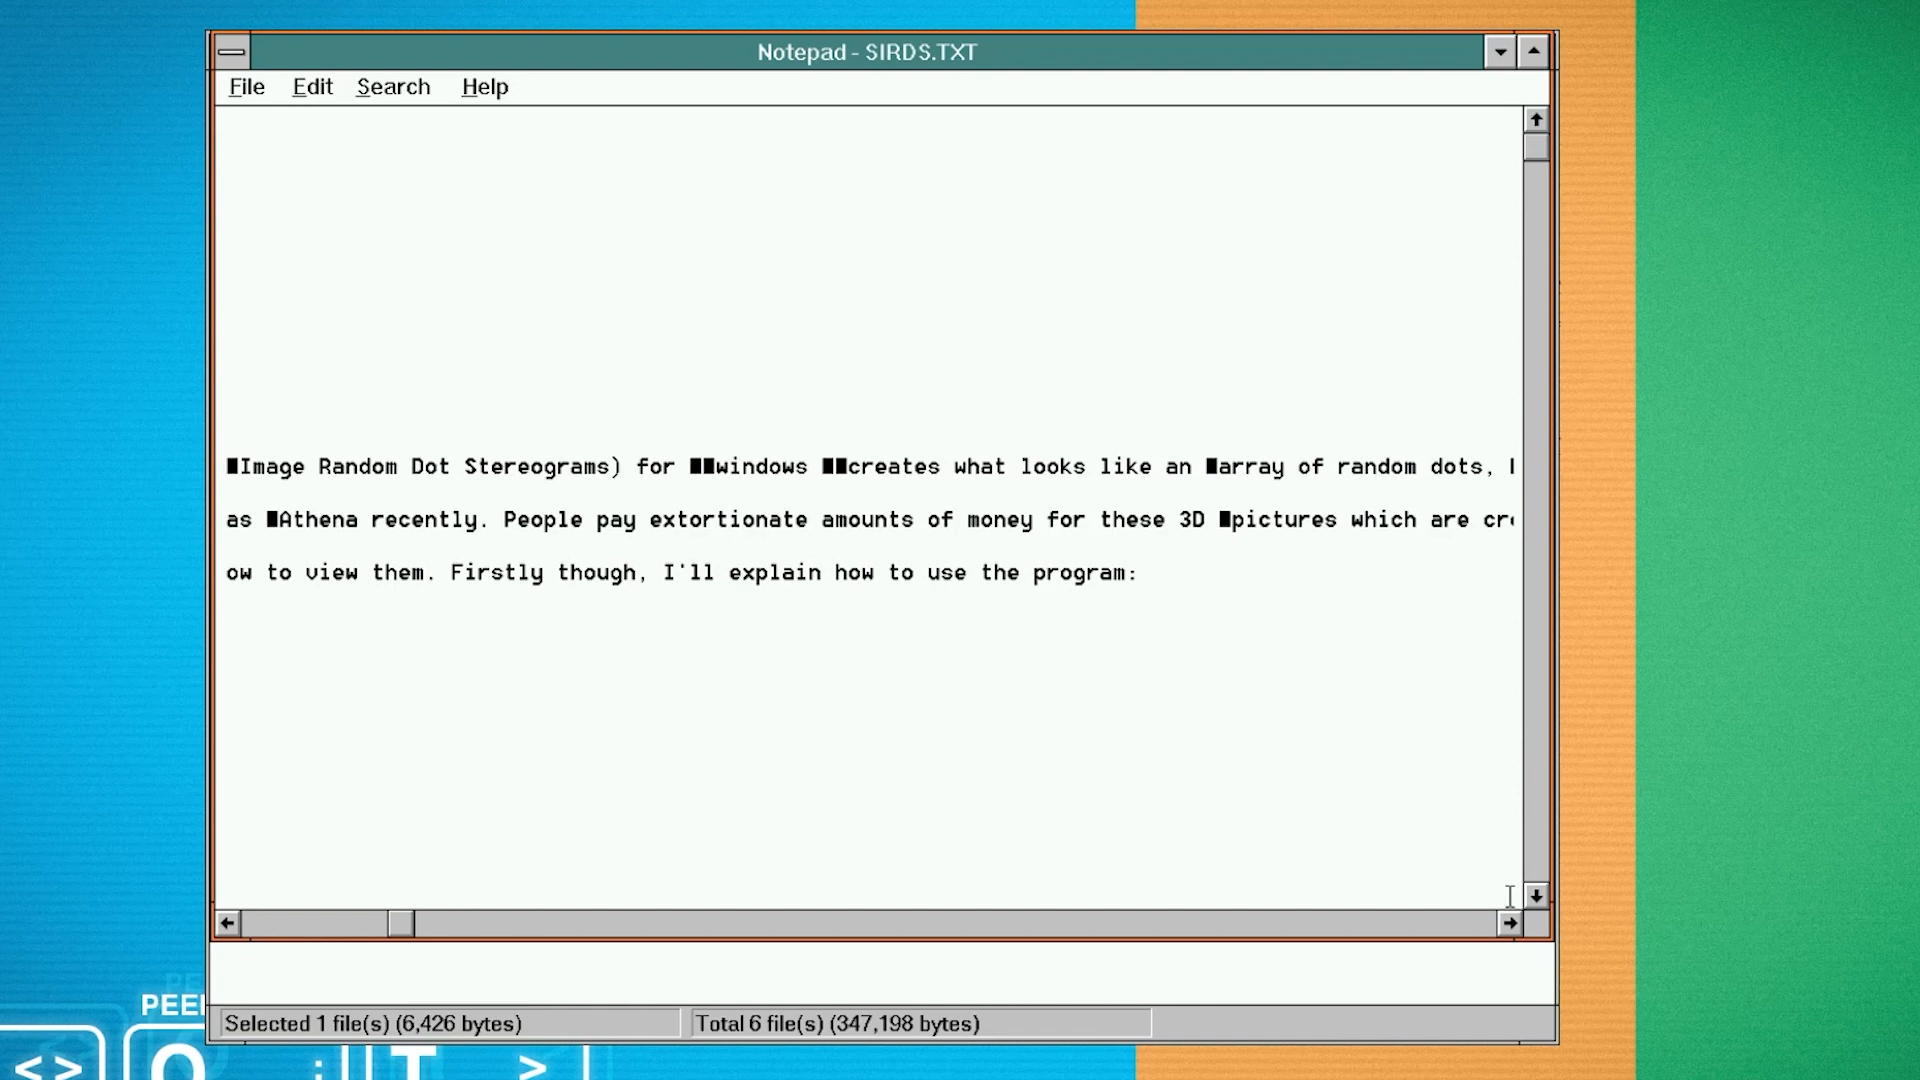 Notepad - SIRDS.TXT
File Edit Search Help
■Image Random Dot Stereograms) for ■■windows ■■creates what looks like an ■array of random dots,
as ■Athena recently. People pay extortionate amounts of money for these 3D ■pictures which are cr
ow to view them. Firstly though, I'll explain how to use the program:
Selected 1 file(s) (6,426 bytes) Total 6 file(s) (347,198 bytes)
PEE
<> O : T >